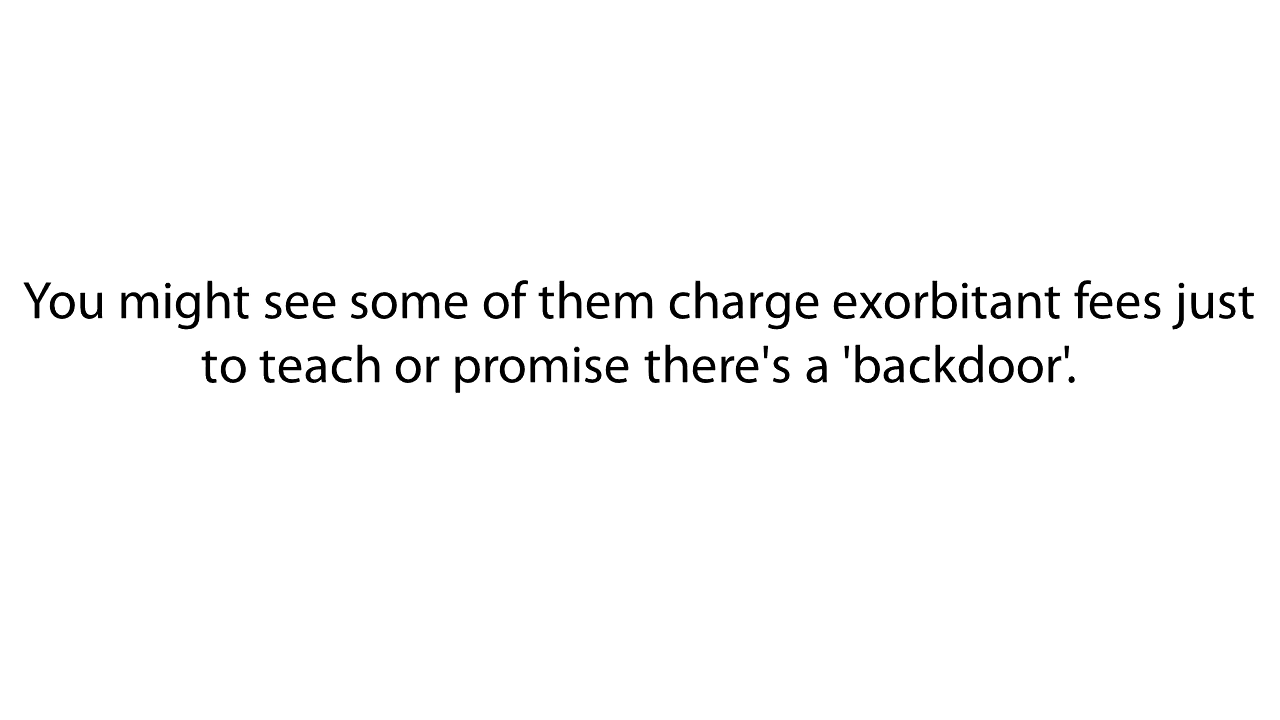 You might see some of them charge exorbitant fees just
to teach or promise there's a 'backdoor'.